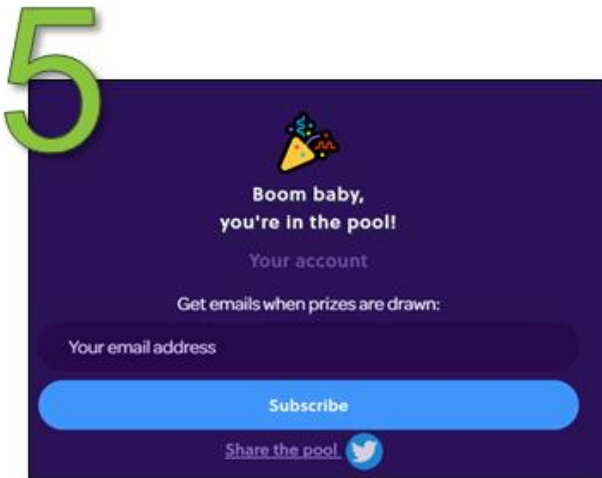 5
Boom baby,
you're in the pool!
Your account
Get emails when prizes are drawn:
Your email address
Subscribe
Share the pool